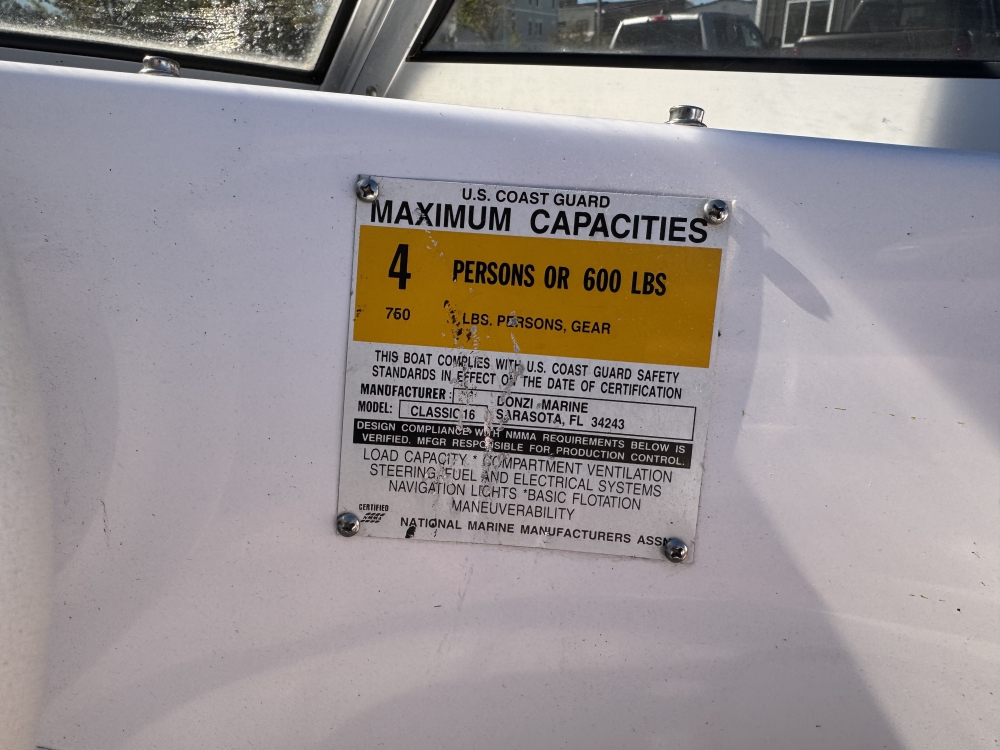 U.S. COAST GUARD
MAXIMUM CAPACITIES
4 PERSONS OR 600 LBS
750 LBS. PERSONS, GEAR
THIS BOAT COMPLIES WITH U.S. COAST GUARD SAFETY
STANDARDS IN EFFECT ON THE DATE OF CERTIFICATION
MANUFACTURER: DONZI MARINE
MODEL: CLASSIC 16 SARASOTA, FL 34243
DESIGN COMPLIANCE WITH NMMA REQUIREMENTS BELOW IS
VERIFIED. MFGR RESPONSIBLE FOR PRODUCTION CONTROL.
LOAD CAPACITY * COMPARTMENT VENTILATION
STEERING, FUEL AND ELECTRICAL SYSTEMS
NAVIGATION LIGHTS *BASIC FLOTATION
MANEUVERABILITY
CERTIFIED
NATIONAL MARINE MANUFACTURERS ASSN